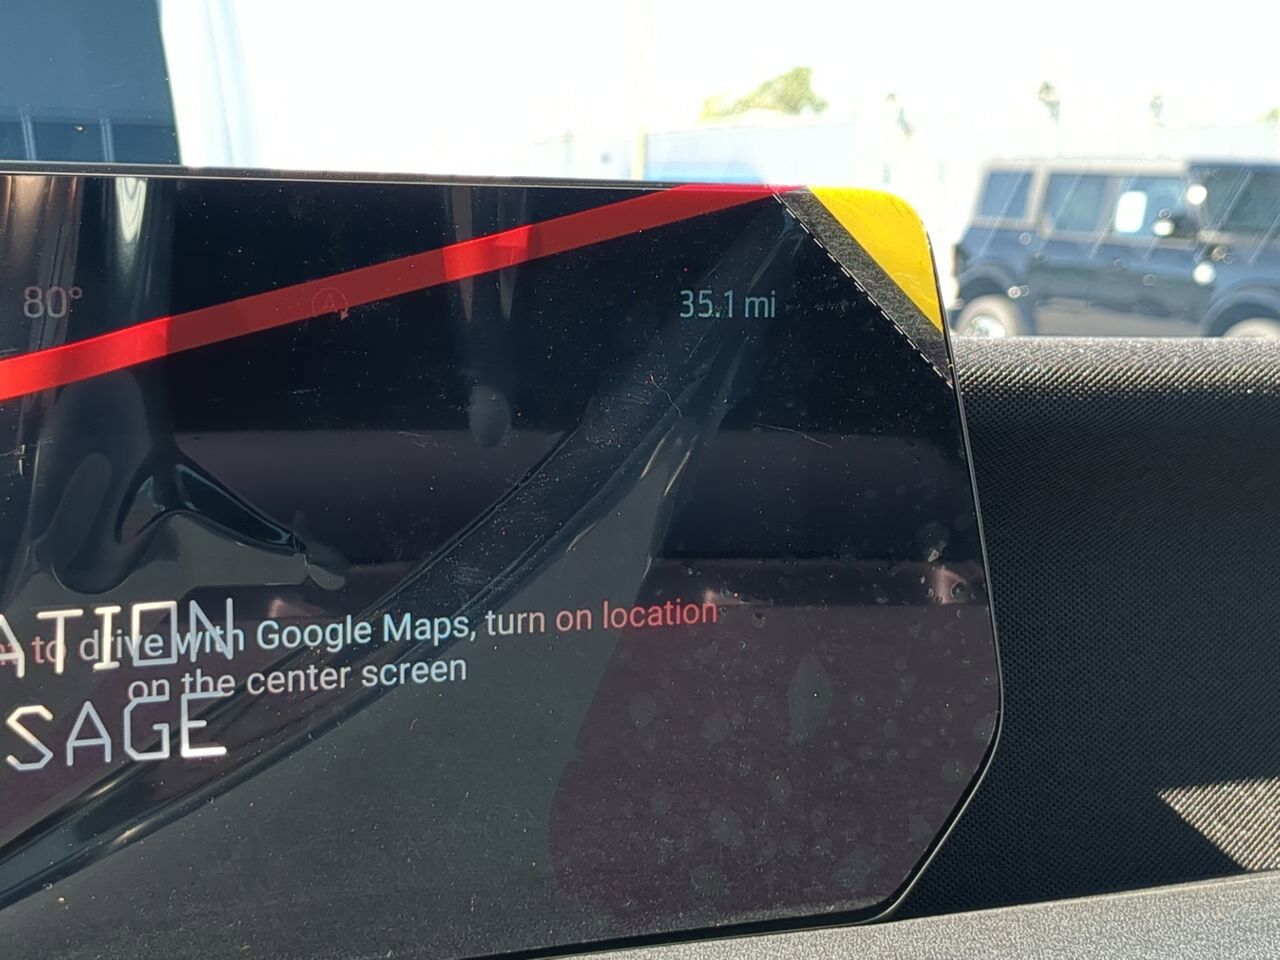 80°
35.1 mi
to drive with Google Maps, turn on location
on the center screen
ATION
SAGE